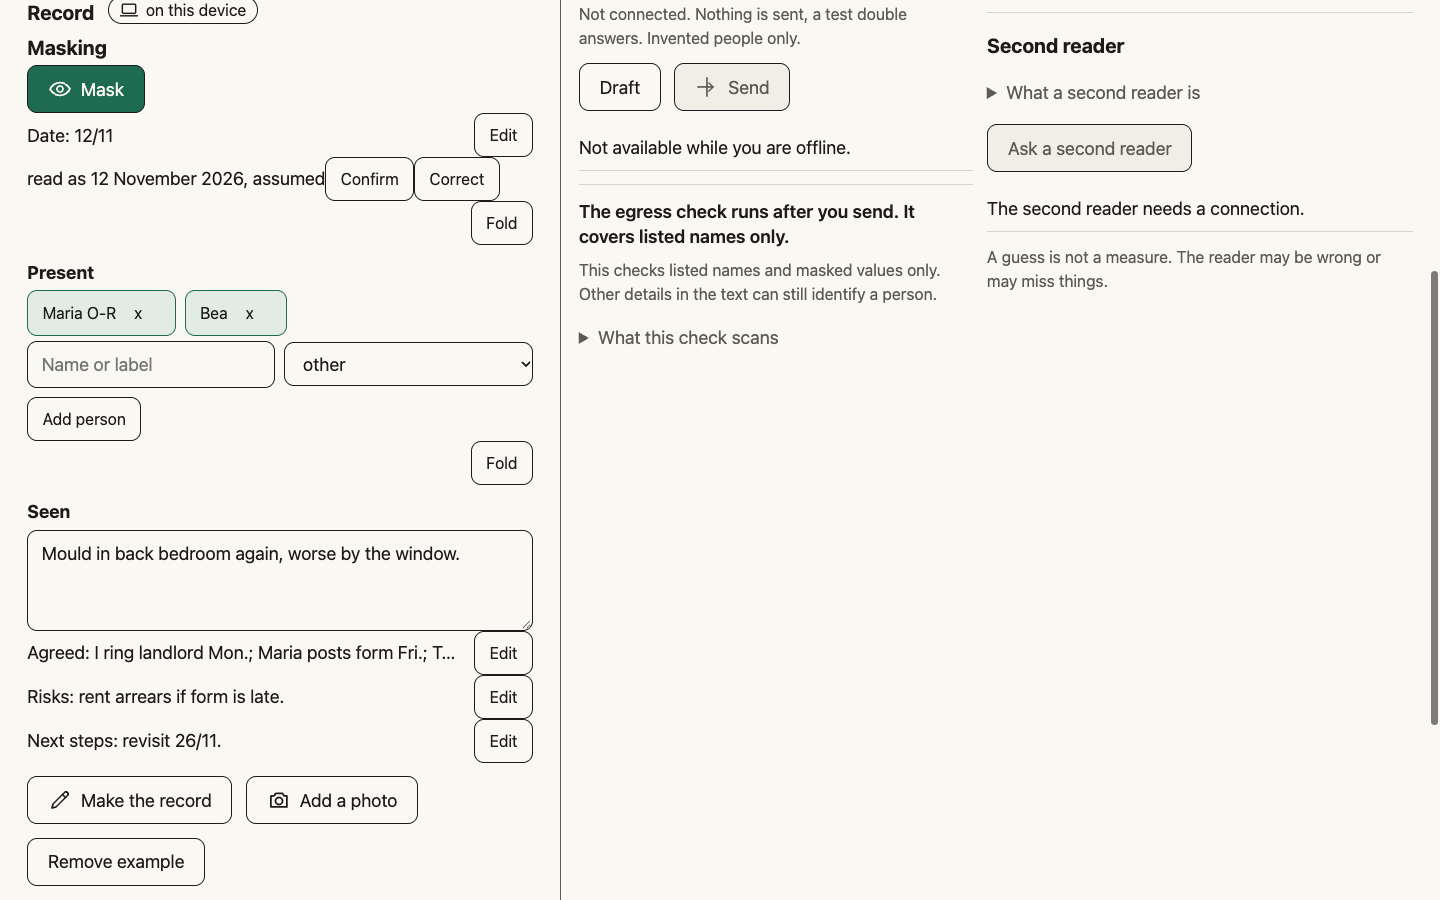 Record
on this device
Masking
Mask
Date: 12/11
Edit
read as 12 November 2026, assumed
Confirm
Correct
Fold
Present
Maria O-R x
Bea x
Name or label
other
Add person
Fold
Seen
Mould in back bedroom again, worse by the window.
Agreed: I ring landlord Mon.; Maria posts form Fri.; T...
Edit
Risks: rent arrears if form is late.
Edit
Next steps: revisit 26/11.
Edit
Make the record
Add a photo
Remove example
Not connected. Nothing is sent, a test double
answers. Invented people only.
Draft
Send
Not available while you are offline.
The egress check runs after you send. It
covers listed names only.
This checks listed names and masked values only.
Other details in the text can still identify a person.
What this check scans
Second reader
What a second reader is
Ask a second reader
The second reader needs a connection.
A guess is not a measure. The reader may be wrong or
may miss things.